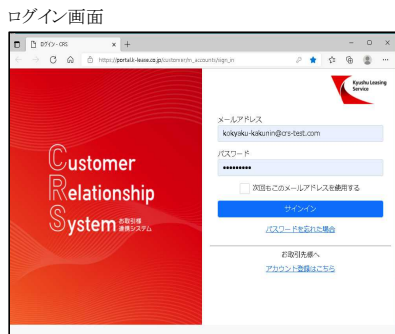 ログイン画面
ログイン - CRS
https://portal.k-lease.co.jp/customer/m_accounts/sign_in
Kyushu Leasing
Service
メールアドレス
kokyaku-kakunin@crs-test.com
パスワード
•••••••••
次回もこのメールアドレスを使用する
サインイン
パスワードを忘れた場合
お取引先様へ
アカウント登録はこちら
Customer
Relationship
System お取引様
連携システム